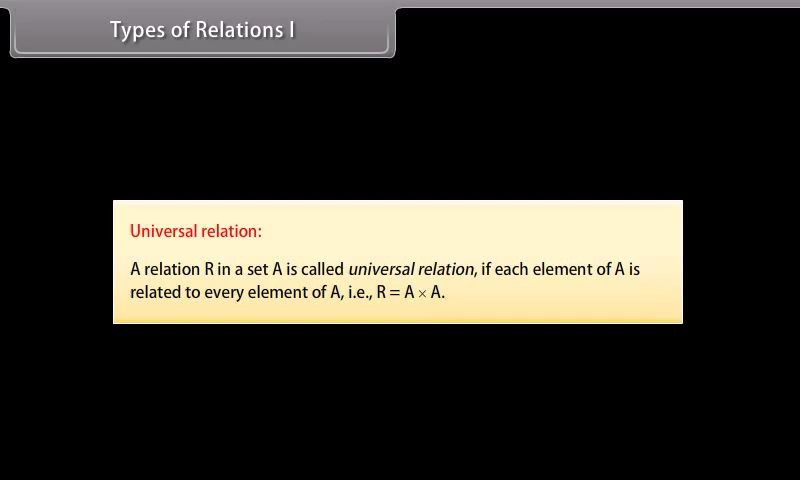 Types of Relations I
Universal relation:
A relation R in a set A is called universal relation, if each element of A is
related to every element of A, i.e., R = A × A.